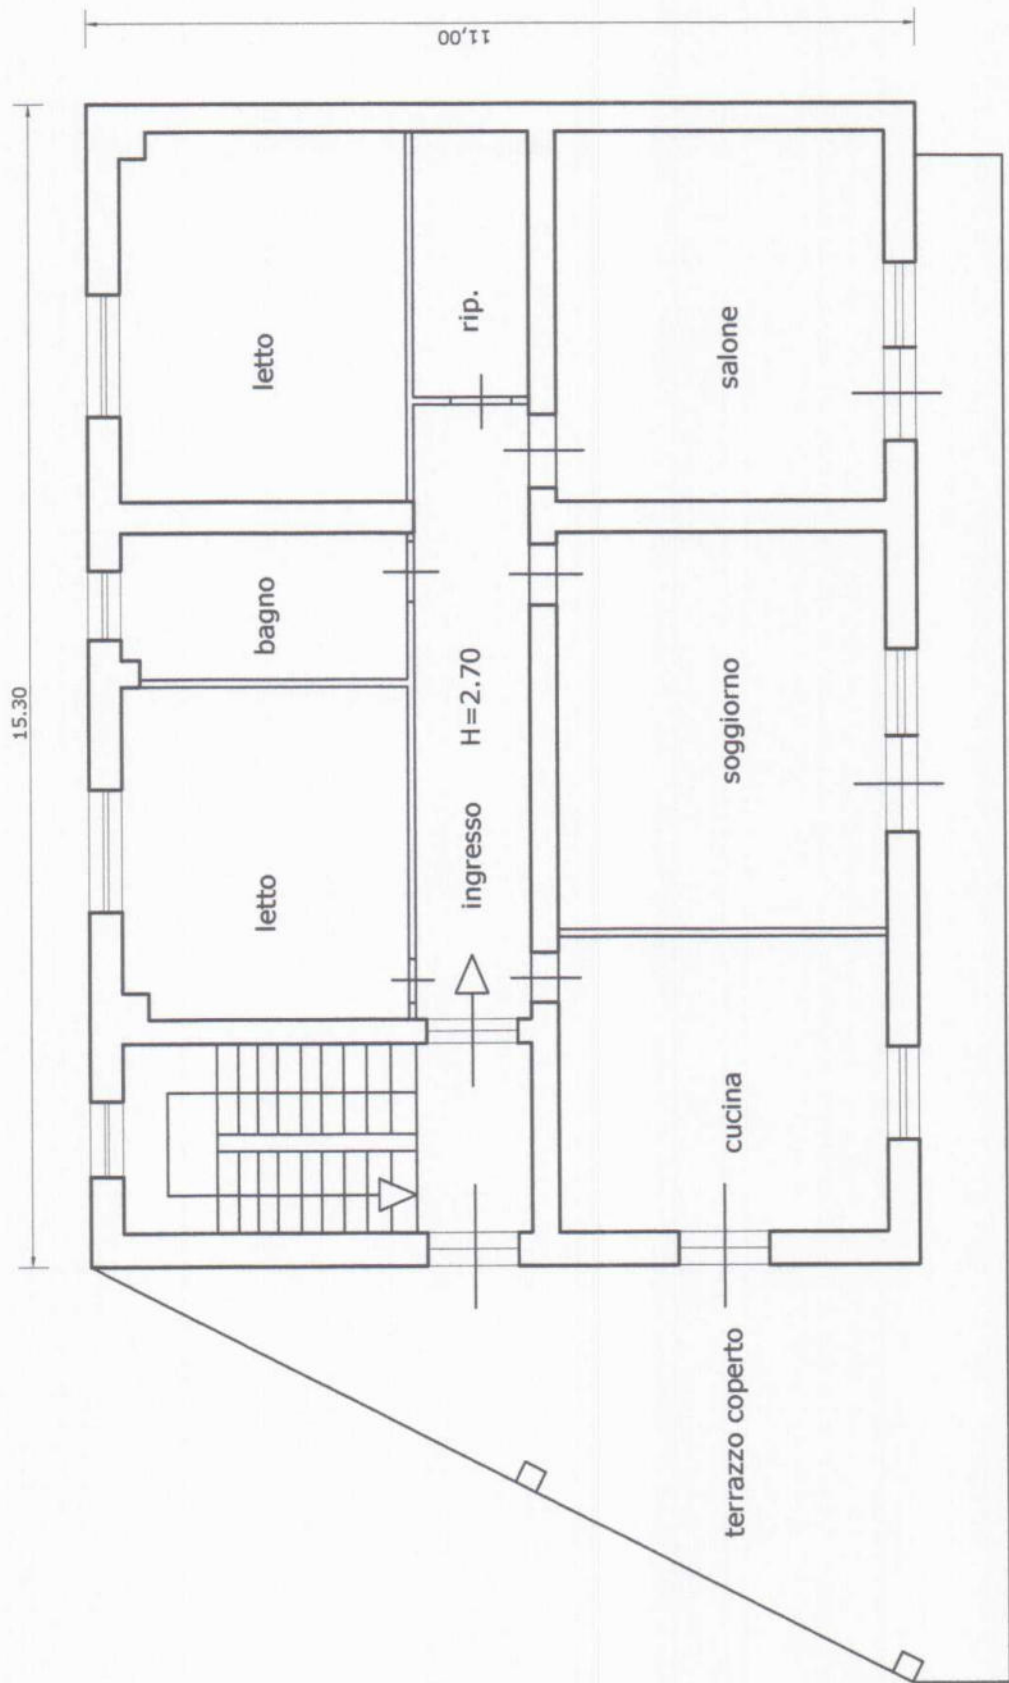 11,00
15.30
letto
bagno
letto
rip.
ingresso H=2.70
salone
soggiorno
cucina
terrazzo coperto